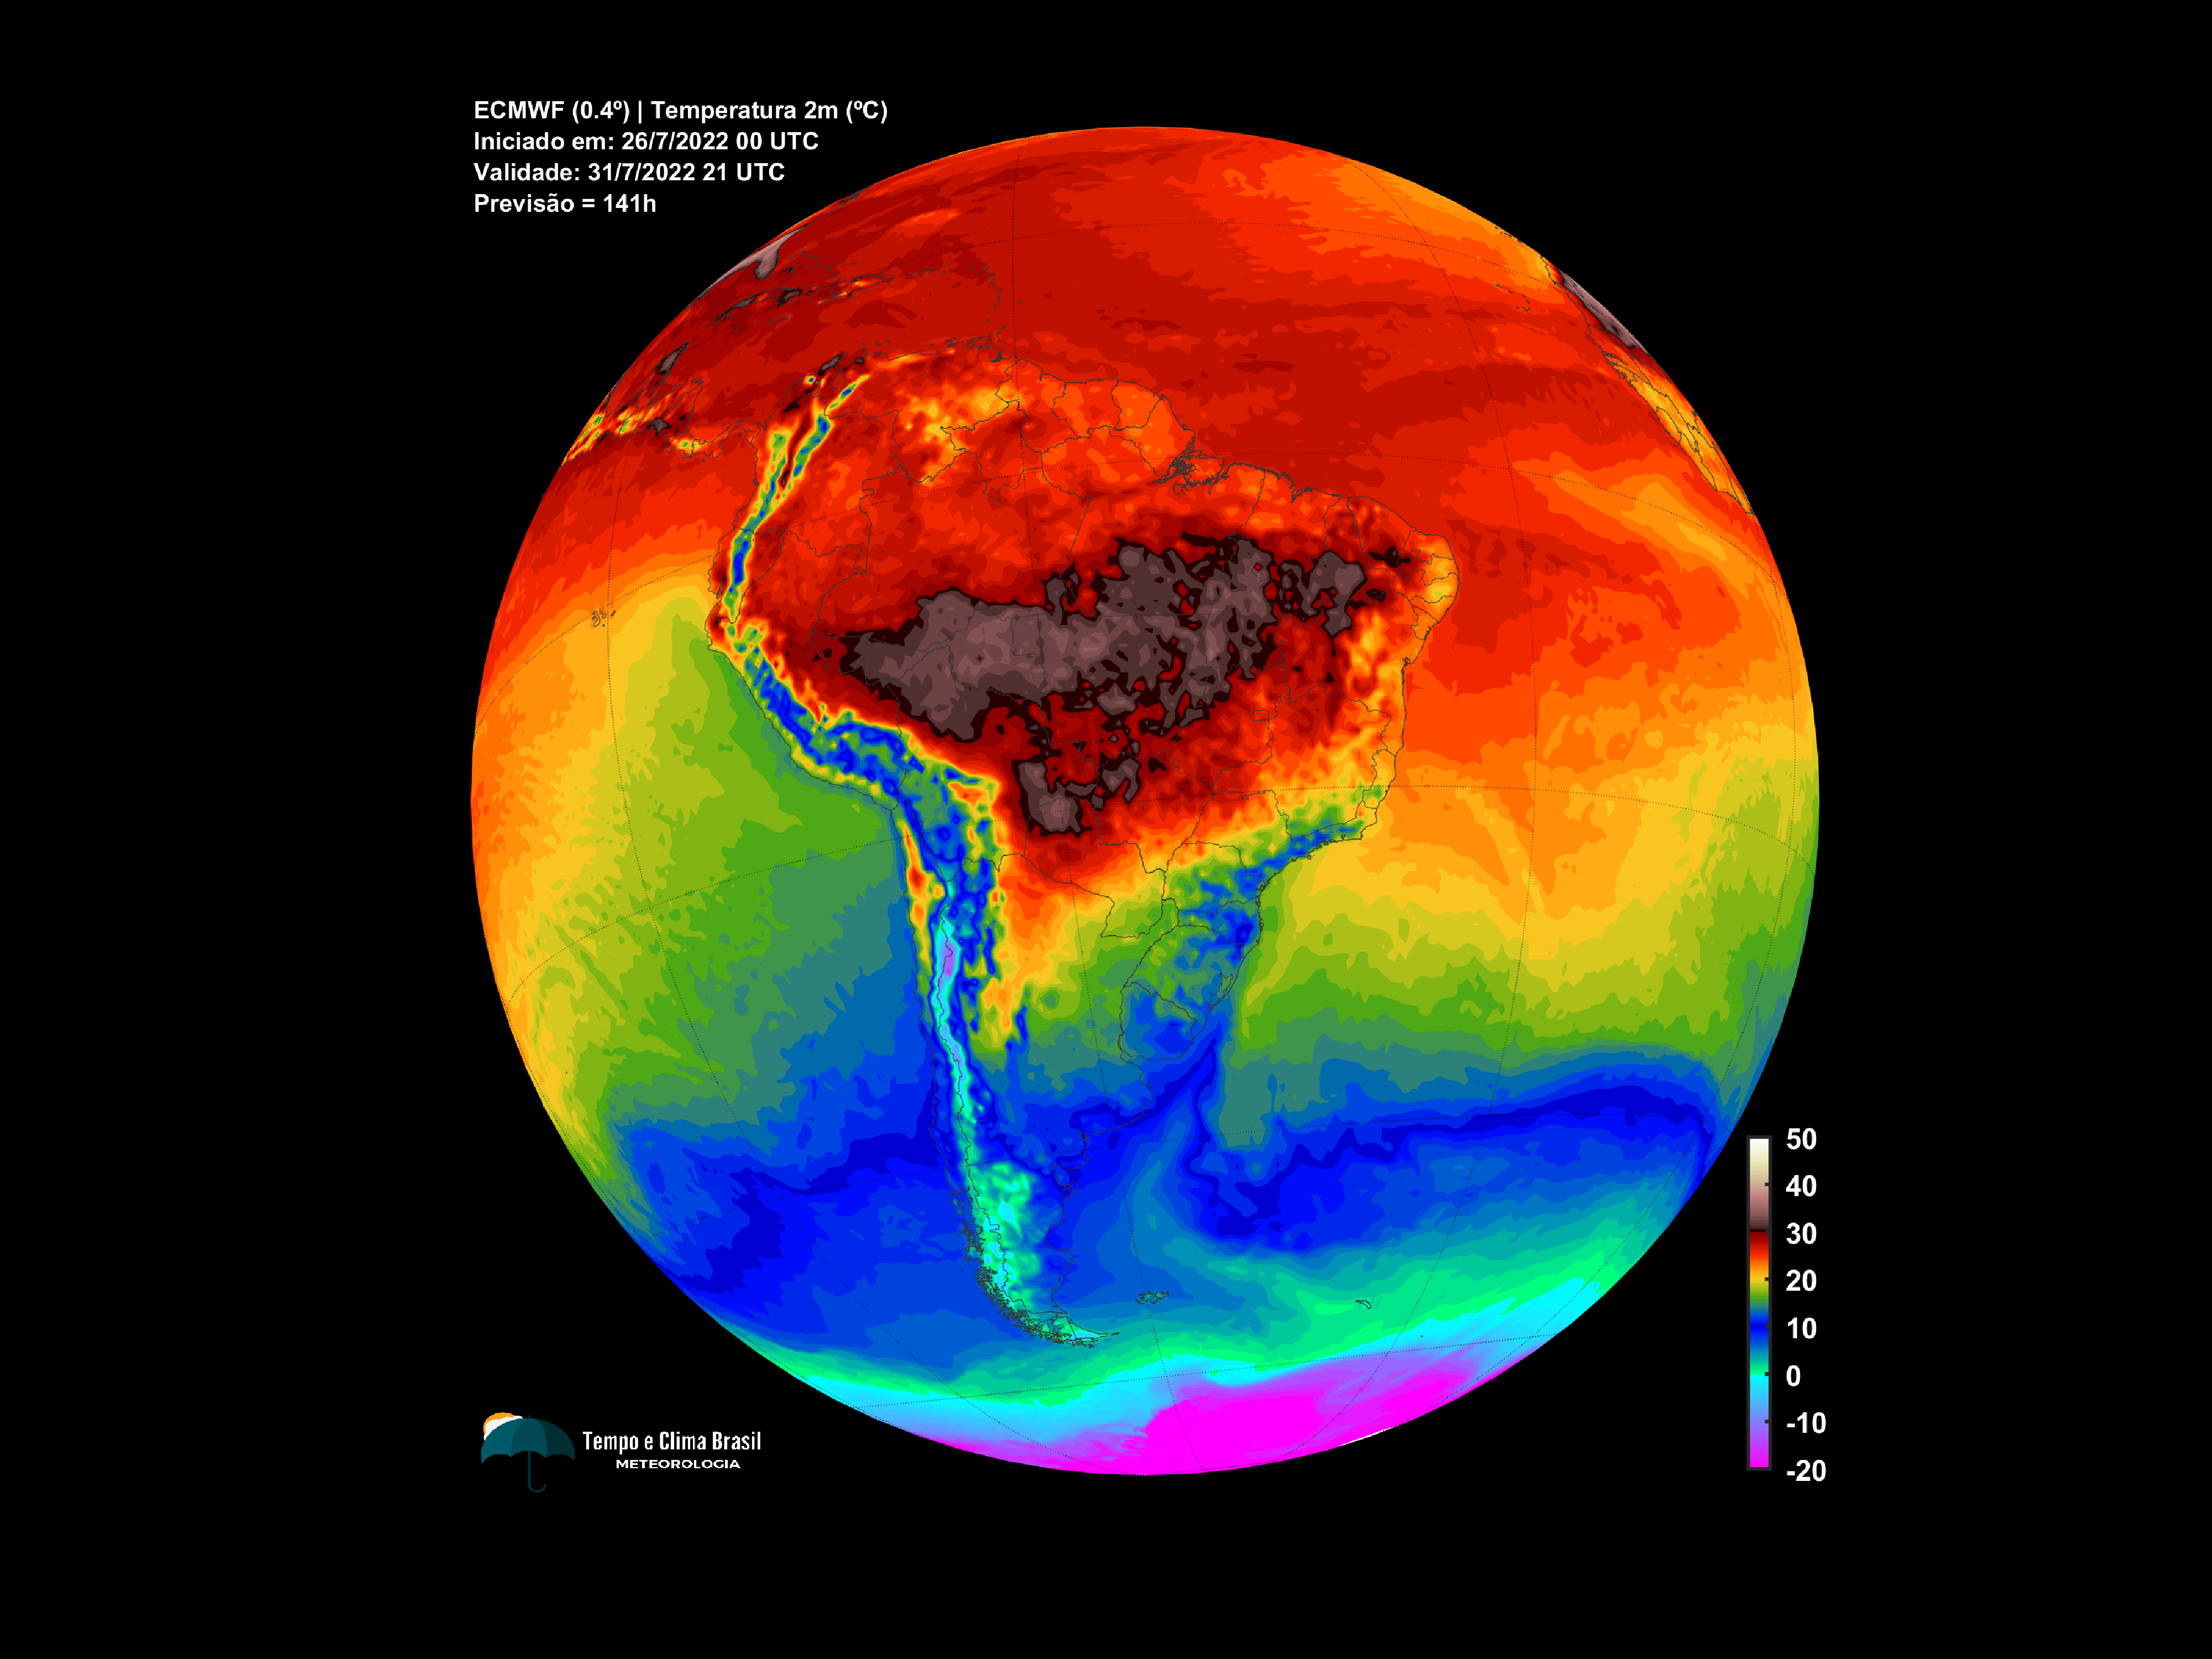 ECMWF (0.4º) | Temperatura 2m (ºC)
Iniciado em: 26/7/2022 00 UTC
Validade: 31/7/2022 21 UTC
Previsão = 141h
50
40
30
20
10
0
-10
-20
Tempo e Clima Brasil
METEOROLOGIA